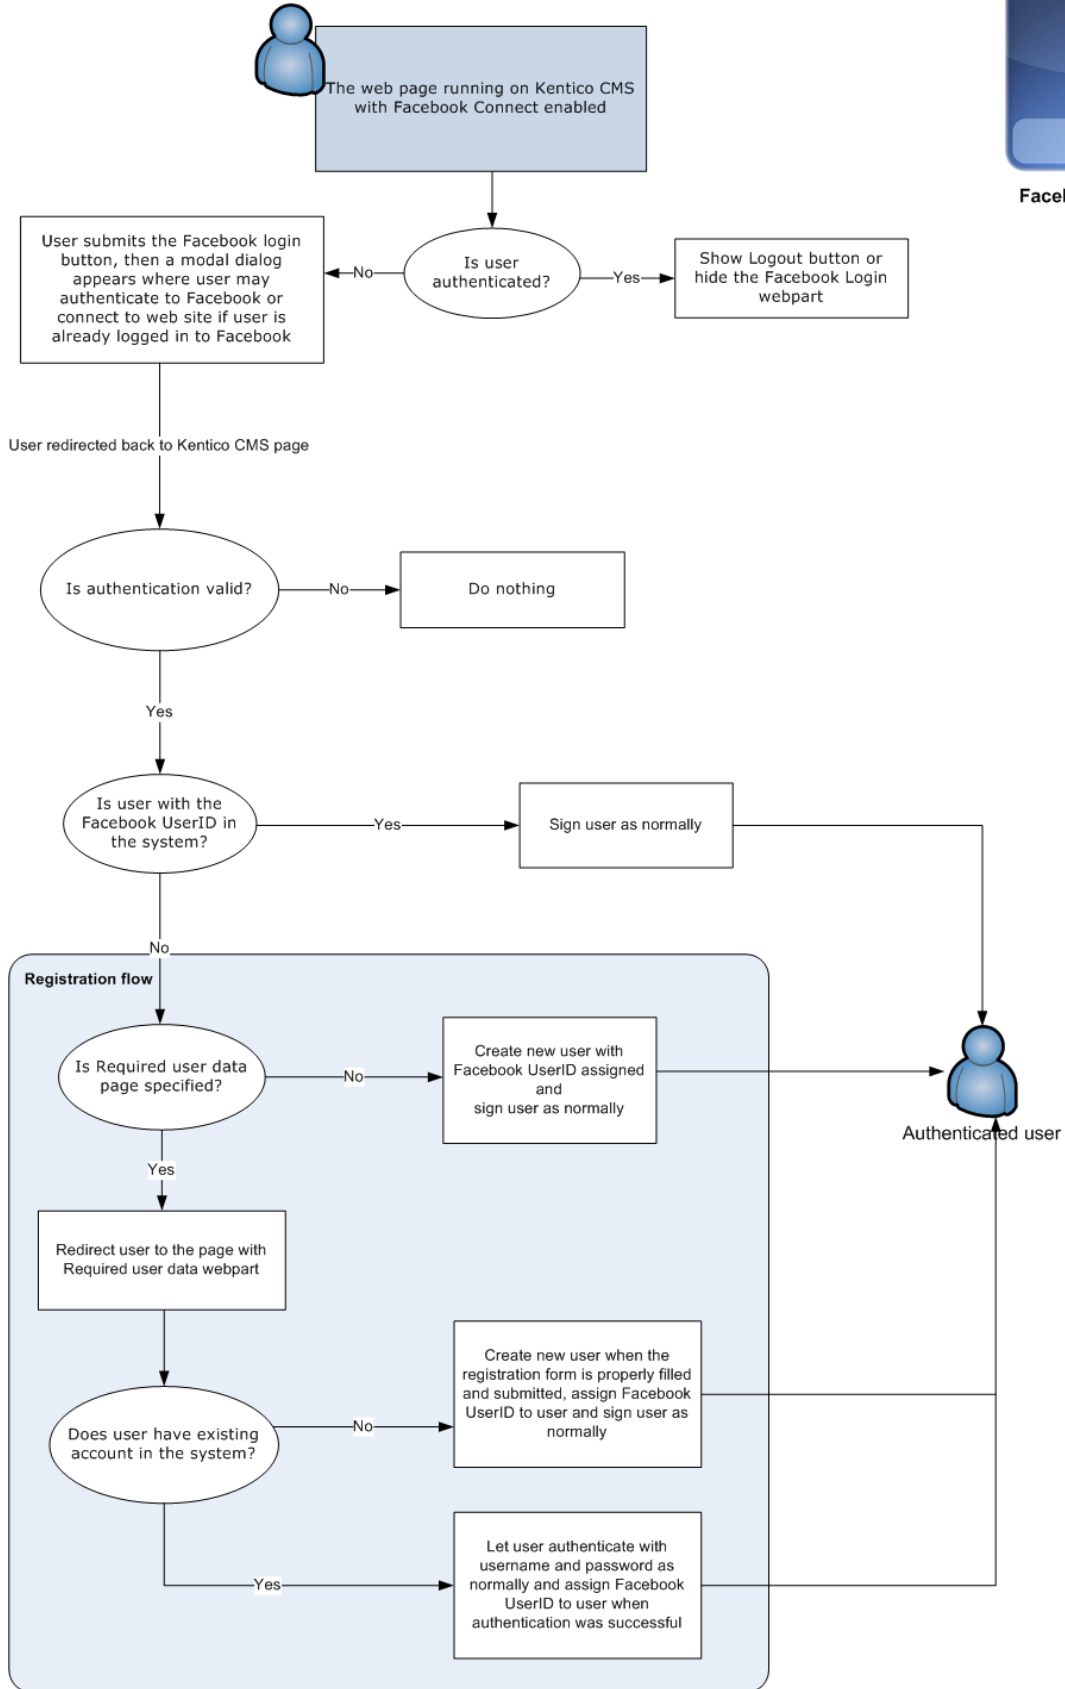 The web page running on Kentico CMS
with Facebook Connect enabled
User submits the Facebook login
button, then a modal dialog
appears where user may
authenticate to Facebook or
connect to web site if user is
already logged in to Facebook
No
Is user
authenticated?
Yes
Show Logout button or
hide the Facebook Login
webpart
User redirected back to Kentico CMS page
Is authentication valid?
No
Do nothing
Yes
Is user with the
Facebook UserID in
the system?
Yes
Sign user as normally
No
Registration flow
Is Required user data
page specified?
No
Create new user with
Facebook UserID assigned
and
sign user as normally
Authenticated user
Yes
Redirect user to the page with
Required user data webpart
Does user have existing
account in the system?
No
Create new user when the
registration form is properly filled
and submitted, assign Facebook
UserID to user and sign user as
normally
Yes
Let user authenticate with
username and password as
normally and assign Facebook
UserID to user when
authentication was successful